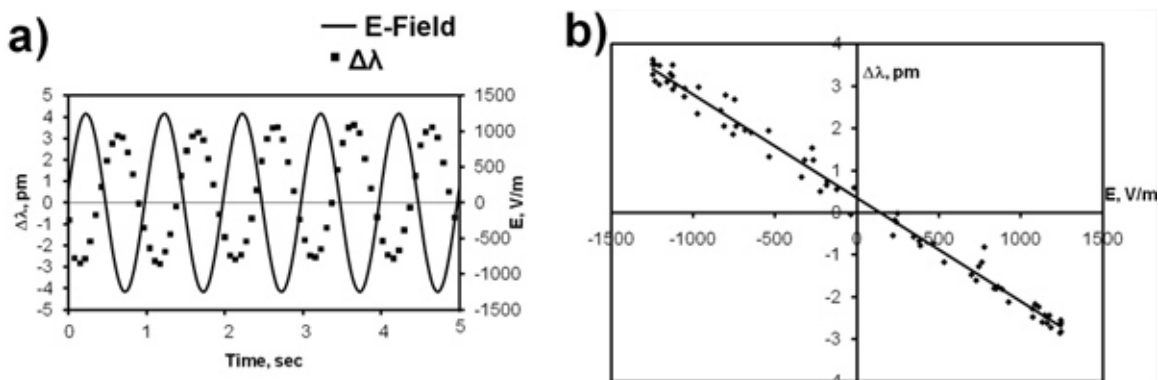 a)
E-Field
Δλ
Δλ, pm
5
4
3
2
1
0
-1
-2
-3
-4
-5
1500
1000
500
0
-500
-1000
-1500
E, V/m
0 1 2 3 4 5
Time, sec
b)
Δλ, pm
4
3
2
1
0
-1
-2
-3
-4
E, V/m
-1500 -1000 -500 0 500 1000 1500